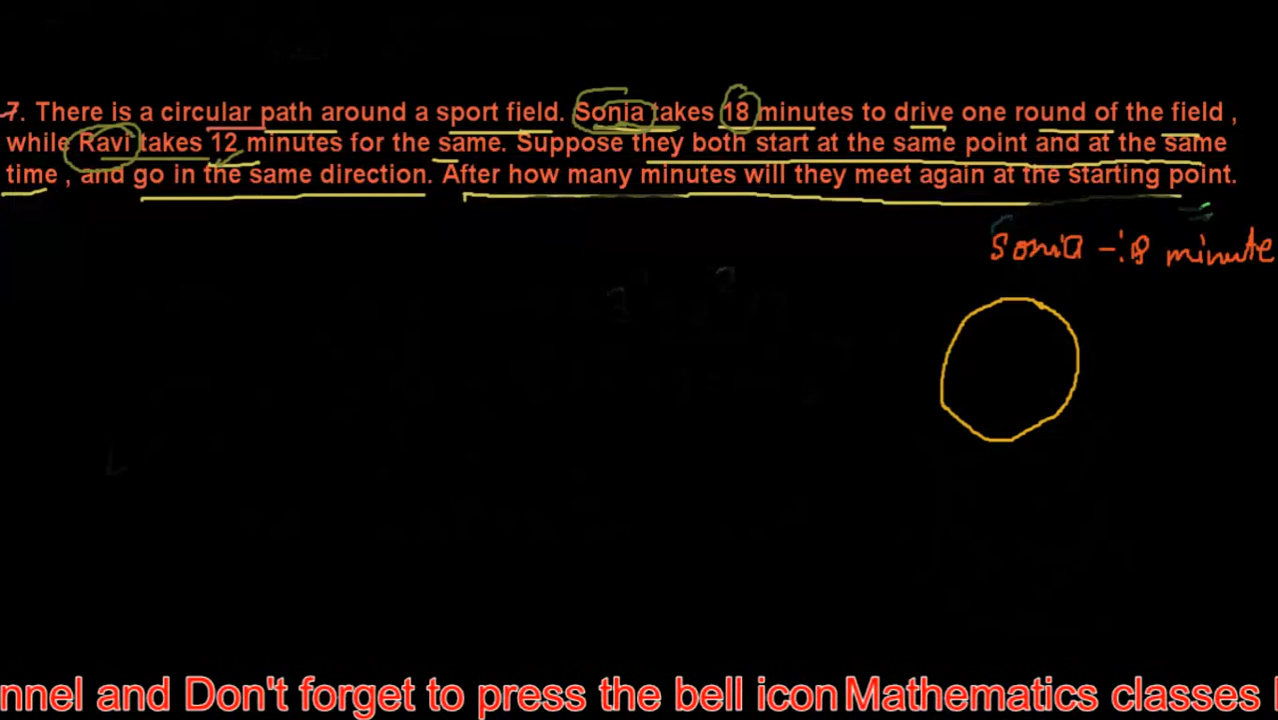 7. There is a circular path around a sport field. Sonia takes 18 minutes to drive one round of the field ,
while Ravi takes 12 minutes for the same. Suppose they both start at the same point and at the same
time , and go in the same direction. After how many minutes will they meet again at the starting point.
Sonia - 18 minute
nnel and Don't forget to press the bell icon Mathematics classes